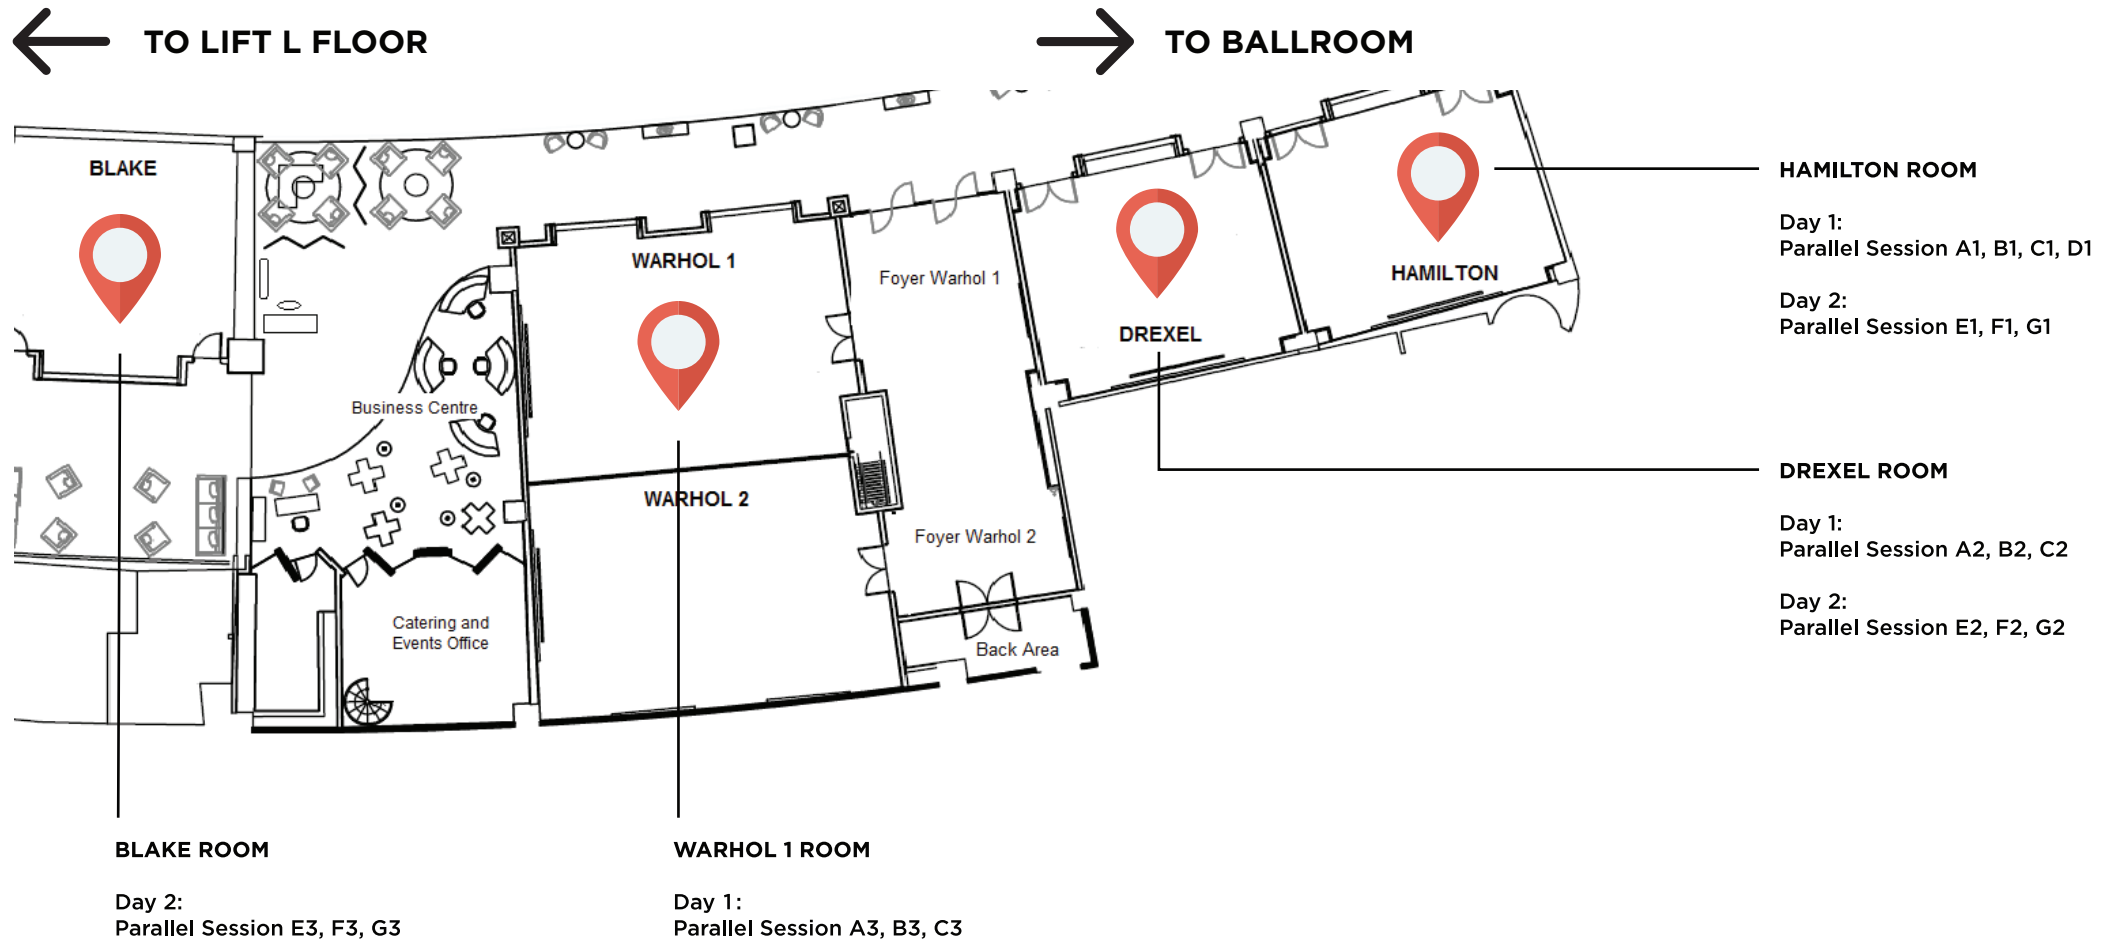 TO LIFT L FLOOR
TO BALLROOM
BLAKE
WARHOL 1
Foyer Warhol 1
DREXEL
HAMILTON
Business Centre
WARHOL 2
Foyer Warhol 2
Catering and
Events Office
Back Area
HAMILTON ROOM
Day 1:
Parallel Session A1, B1, C1, D1
Day 2:
Parallel Session E1, F1, G1
DREXEL ROOM
Day 1:
Parallel Session A2, B2, C2
Day 2:
Parallel Session E2, F2, G2
BLAKE ROOM
Day 2:
Parallel Session E3, F3, G3
WARHOL 1 ROOM
Day 1:
Parallel Session A3, B3, C3